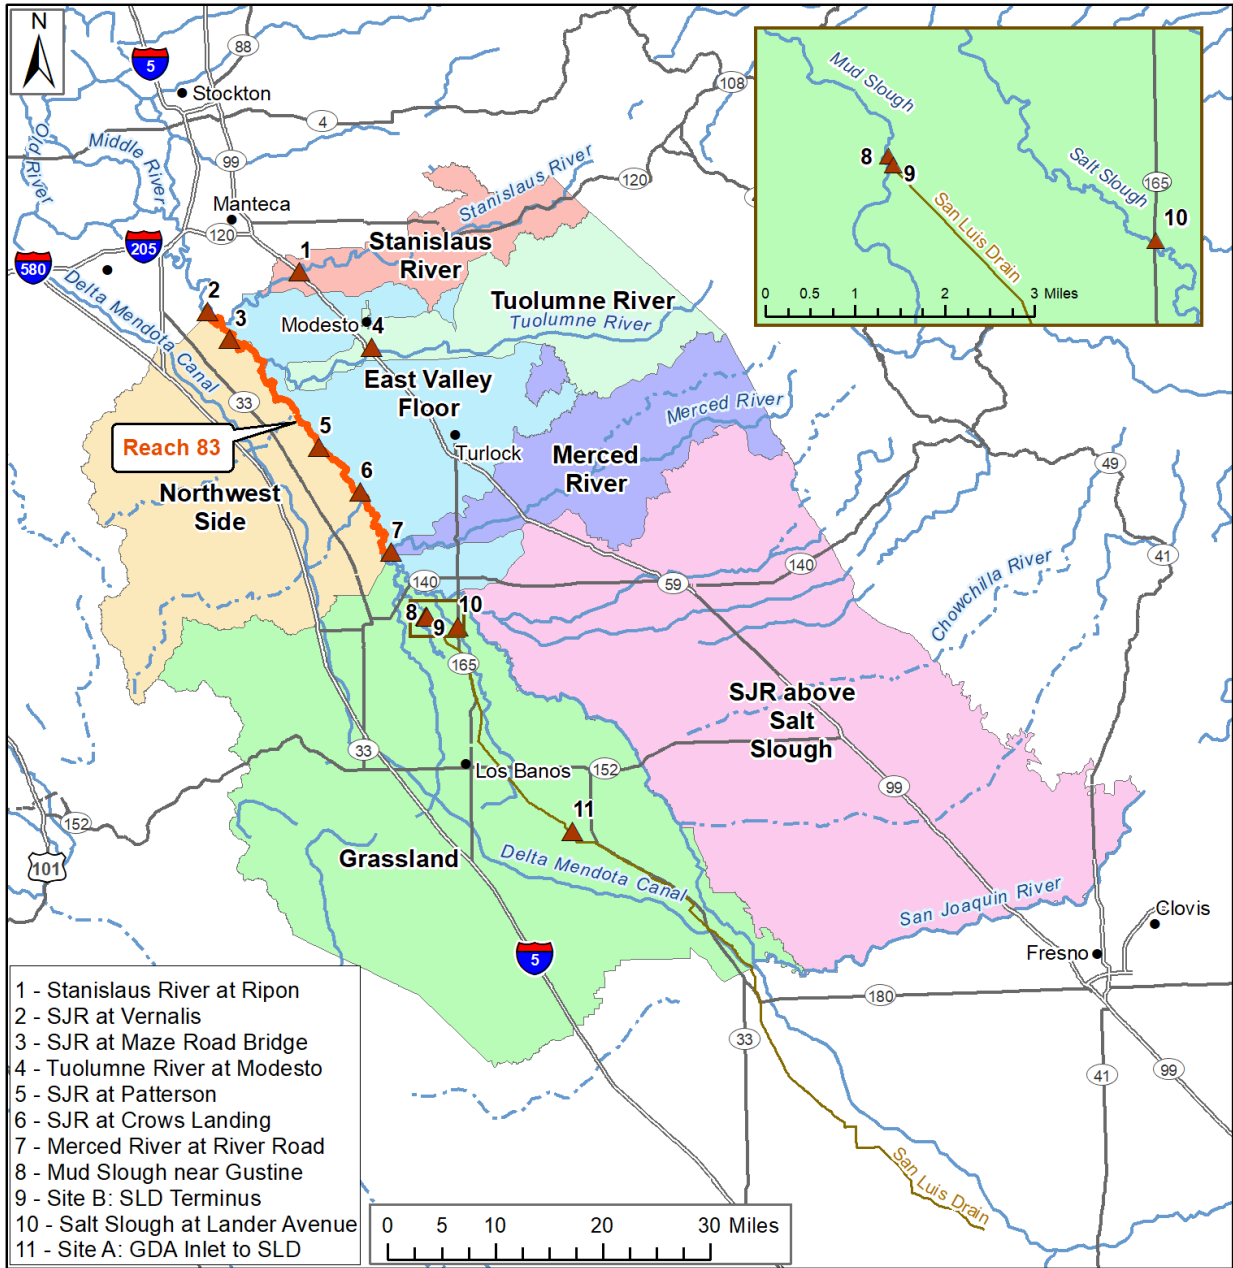 N
5
88
Stockton
108
4
Old River
Middle River
99
Stanislaus River
120
Manteca
120
205
580
1
Stanislaus
River
2
3
Delta Mendota Canal
Modesto
4
Tuolumne River
Tuolumne River
East Valley
Floor
33
Merced River
Reach 83
5
Turlock
Merced
River
6
Northwest
Side
49
7
41
140
140
59
Chowchilla River
8
9
10
165
SJR above
Salt
Slough
33
Los Banos
152
99
152
11
101
Grassland
Delta Mendota Canal
San Joaquin River
Clovis
Fresno
5
180
33
41
99
San Luis Drain
Mud Slough
8
9
Salt Slough
165
10
San Luis Drain
0 0.5 1 2 3 Miles
1 - Stanislaus River at Ripon
2 - SJR at Vernalis
3 - SJR at Maze Road Bridge
4 - Tuolumne River at Modesto
5 - SJR at Patterson
6 - SJR at Crows Landing
7 - Merced River at River Road
8 - Mud Slough near Gustine
9 - Site B: SLD Terminus
10 - Salt Slough at Lander Avenue
11 - Site A: GDA Inlet to SLD
0 5 10 20 30 Miles